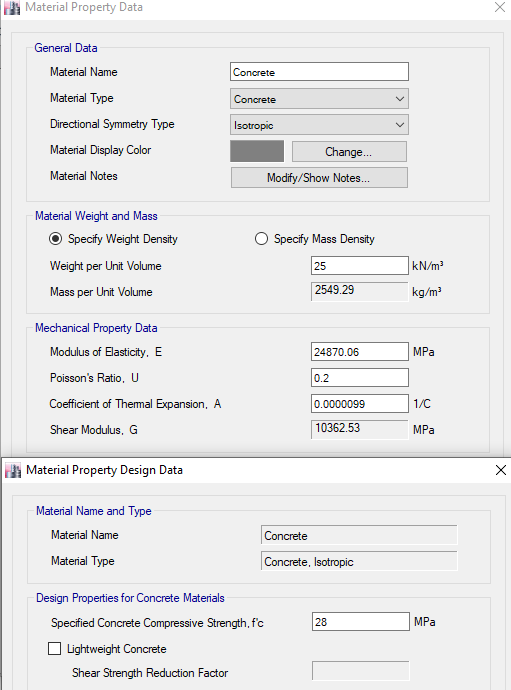 Material Property Data
General Data
Material Name Concrete
Material Type Concrete
Directional Symmetry Type Isotropic
Material Display Color Change...
Material Notes Modify/Show Notes...
Material Weight and Mass
Specify Weight Density Specify Mass Density
Weight per Unit Volume 25 kN/m³
Mass per Unit Volume 2549.29 kg/m³
Mechanical Property Data
Modulus of Elasticity, E 24870.06 MPa
Poisson's Ratio, U 0.2
Coefficient of Thermal Expansion, A 0.0000099 1/C
Shear Modulus, G 10362.53 MPa
Material Property Design Data
Material Name and Type
Material Name Concrete
Material Type Concrete, Isotropic
Design Properties for Concrete Materials
Specified Concrete Compressive Strength, f'c 28 MPa
Lightweight Concrete
Shear Strength Reduction Factor